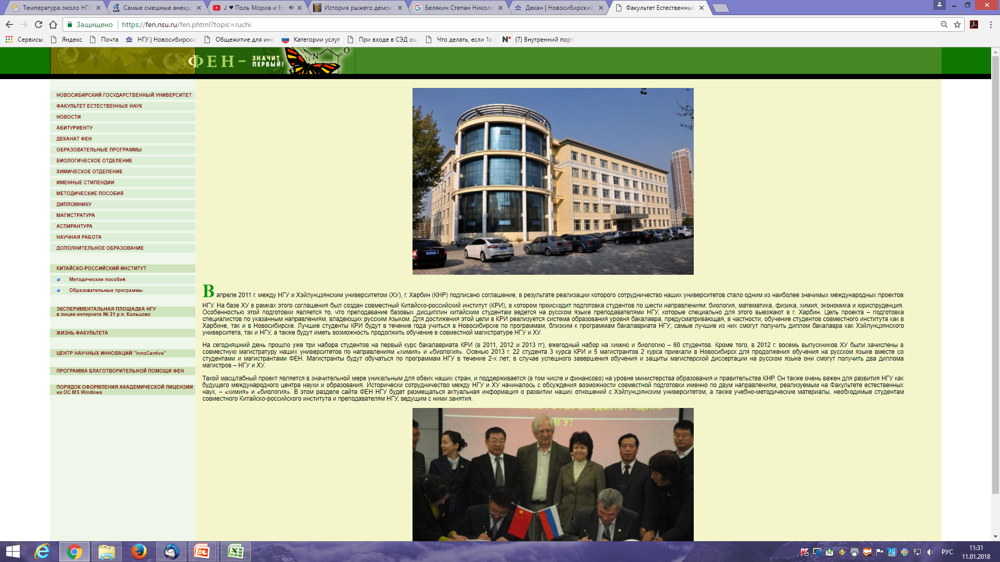 Температура около НГУ
Самые смешные анекдо
♪ ♥ Поль Мориа и Ег
История рыжего демон
Белякин Степан Никола
Декан | Новосибирский
Факультет Естественных
Защищено
https://fen.nsu.ru/fen.phtml?topic=ruchi
Сервисы
Яндекс
Почта
НГУ | Новосибирски
Общежитие для ино
Категории услуг
При входе в СЭД ош
Что делать, если 1с
(7) Внутренний порт
ФЕН – ЗНАЧИТ
ПЕРВЫЙ!
N
O
НОВОСИБИРСКИЙ ГОСУДАРСТВЕННЫЙ УНИВЕРСИТЕТ
ФАКУЛЬТЕТ ЕСТЕСТВЕННЫХ НАУК
НОВОСТИ
АБИТУРИЕНТУ
ДЕКАНАТ ФЕН
ОБРАЗОВАТЕЛЬНЫЕ ПРОГРАММЫ
БИОЛОГИЧЕСКОЕ ОТДЕЛЕНИЕ
ХИМИЧЕСКОЕ ОТДЕЛЕНИЕ
ИМЕННЫЕ СТИПЕНДИИ
МЕТОДИЧЕСКИЕ ПОСОБИЯ
ДИПЛОМНИКУ
МАГИСТРАТУРА
АСПИРАНТУРА
НАУЧНАЯ РАБОТА
ДОПОЛНИТЕЛЬНОЕ ОБРАЗОВАНИЕ
КИТАЙСКО-РОССИЙСКИЙ ИНСТИТУТ
Методические пособия
Образовательные программы
ЭКСПЕРИМЕНТАЛЬНАЯ ПЛОЩАДКА НГУ
в лицее-интернате № 21 р.п. Кольцово
ЖИЗНЬ ФАКУЛЬТЕТА
ЦЕНТР НАУЧНЫХ ИННОВАЦИЙ "InnoCentive"
ПРОГРАММА БЛАГОТВОРИТЕЛЬНОЙ ПОМОЩИ ФЕН
ПОРЯДОК ОФОРМЛЕНИЯ АКАДЕМИЧЕСКОЙ ЛИЦЕНЗИИ
на ОС MS Windows
В апреле 2011 г. между НГУ и Хэйлунцзянским университетом (ХУ), г. Харбин (КНР) подписано соглашение, в результате реализации которого сотрудничество наших университетов стало одним из наиболее значимых международных проектов
НГУ. На базе ХУ в рамках этого соглашения был создан совместный Китайско-российский институт (КРИ), в котором происходит подготовка студентов по шести направлениям: биология, математика, физика, химия, экономика и юриспруденция.
Особенностью этой подготовки является то, что преподавание базовых дисциплин китайским студентам ведется на русском языке преподавателями НГУ, которые специально для этого выезжают в г. Харбин. Цель проекта – подготовка
специалистов по указанным направлениям, владеющих русским языком. Для достижения этой цели в КРИ реализуется система образования уровня бакалавра, предусматривающая, в частности, обучение студентов совместного института как в
Харбине, так и в Новосибирске. Лучшие студенты КРИ будут в течение года учиться в Новосибирске по программам, близким к программам бакалавриата НГУ; самые лучшие из них смогут получить диплом бакалавра как Хэйлунцзянского
университета, так и НГУ, а также будут иметь возможность продолжить обучение в совместной магистратуре НГУ и ХУ.
На сегодняшний день прошло уже три набора студентов на первый курс бакалавриата КРИ (в 2011, 2012 и 2013 гг), ежегодный набор на химию и биологию – 60 студентов. Кроме того, в 2012 г. восемь выпускников ХУ были зачислены в
совместную магистратуру наших университетов по направлениям «химия» и «биология». Осенью 2013 г. 22 студента 3 курса КРИ и 5 магистрантов 2 курса приехали в Новосибирск для продолжения обучения на русском языке вместе со
студентами и магистрантами ФЕН. Магистранты будут обучаться по программам НГУ в течение 2-х лет; в случае успешного завершения обучения и защиты магистерской диссертации на русском языке они смогут получить два диплома
магистров – НГУ и ХУ.
Такой масштабный проект является в значительной мере уникальным для обеих наших стран, и поддерживается (в том числе и финансово) на уровне министерства образования и правительства КНР. Он также очень важен для развития НГУ как
будущего международного центра науки и образования. Исторически сотрудничество между НГУ и ХУ начиналось с обсуждения возможности совместной подготовки именно по двум направлениям, реализуемым на Факультете естественных
наук, – «химия» и «биология». В этом разделе сайта ФЕН НГУ будет размещаться актуальная информация о развитии наших отношений с Хэйлунцзянским университетом, а также учебно-методические материалы, необходимые студентам
совместного Китайско-российского института и преподавателям НГУ, ведущим с ними занятия.
ДЕЛЕГАЦИЮ
НГУ!
РУС
11:31
11.01.2018